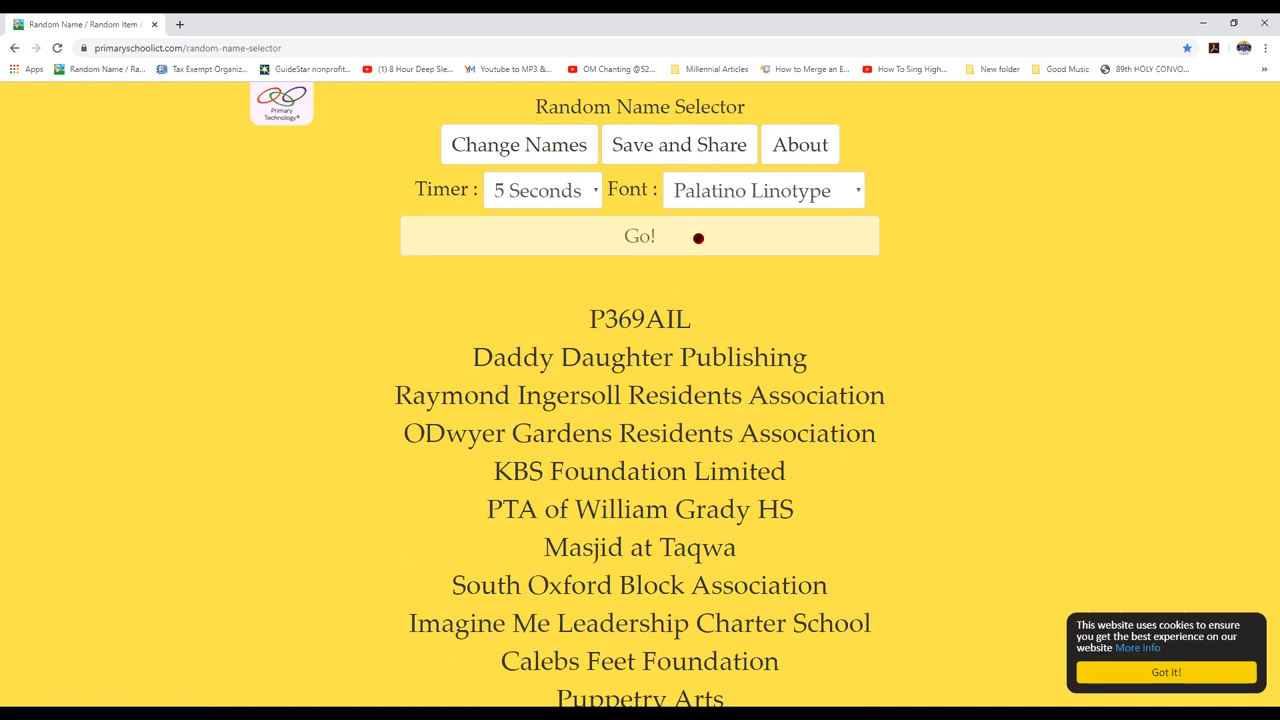 Random Name / Random Item /
primaryschoolict.com/random-name-selector
Apps
Random Name / Ra...
Tax Exempt Organiz...
GuideStar nonprofit...
(1) 8 Hour Deep Sle...
Youtube to MP3 &...
OM Chanting @52...
Millennial Articles
How to Merge an E...
How To Sing High...
New folder
Good Music
89th HOLY CONVO...
»
Primary
Technology®
Random Name Selector
Change Names
Save and Share
About
Timer : 5 Seconds Font : Palatino Linotype
Go!
P369AIL
Daddy Daughter Publishing
Raymond Ingersoll Residents Association
ODwyer Gardens Residents Association
KBS Foundation Limited
PTA of William Grady HS
Masjid at Taqwa
South Oxford Block Association
Imagine Me Leadership Charter School
Calebs Feet Foundation
Puppetry Arts
This website uses cookies to ensure
you get the best experience on our
website More info
Got it!